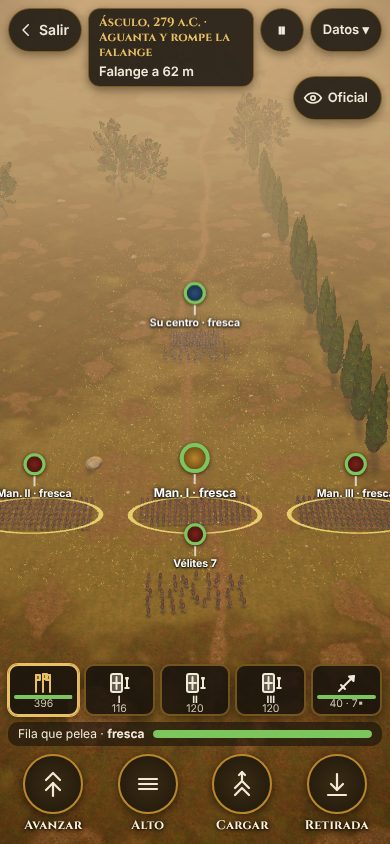 Salir
ÁSCULO, 279 A.C. ·
AGUANTA Y ROMPE LA
FALANGE
Falange a 62 m
Datos ▾
Oficial
Su centro · fresca
Man. II · fresca
Man. I · fresca
Man. III · fresca
Vélites 7
396
I
116
II
120
III
120
40 · 7
Fila que pelea · fresca
AVANZAR
ALTO
CARGAR
RETIRADA